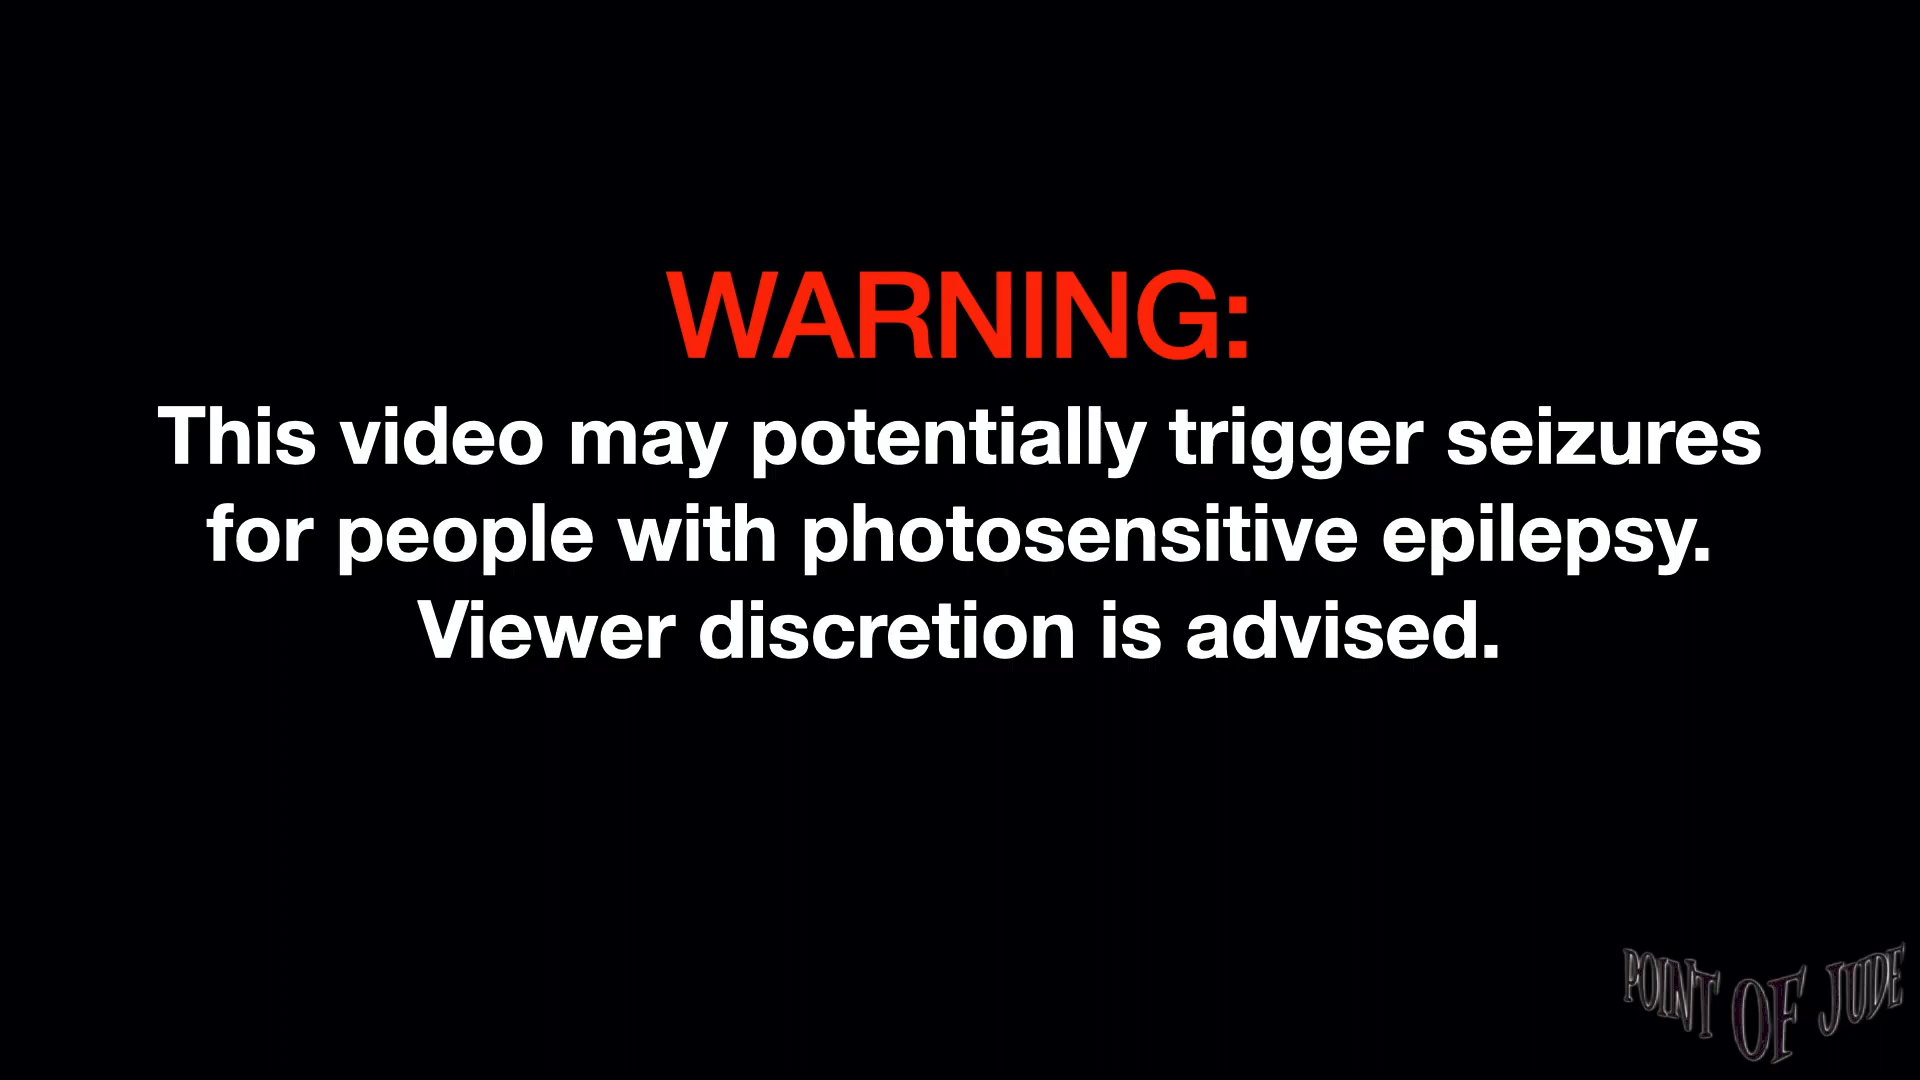 WARNING:
This video may potentially trigger seizures
for people with photosensitive epilepsy.
Viewer discretion is advised.
POINT OF JUDE